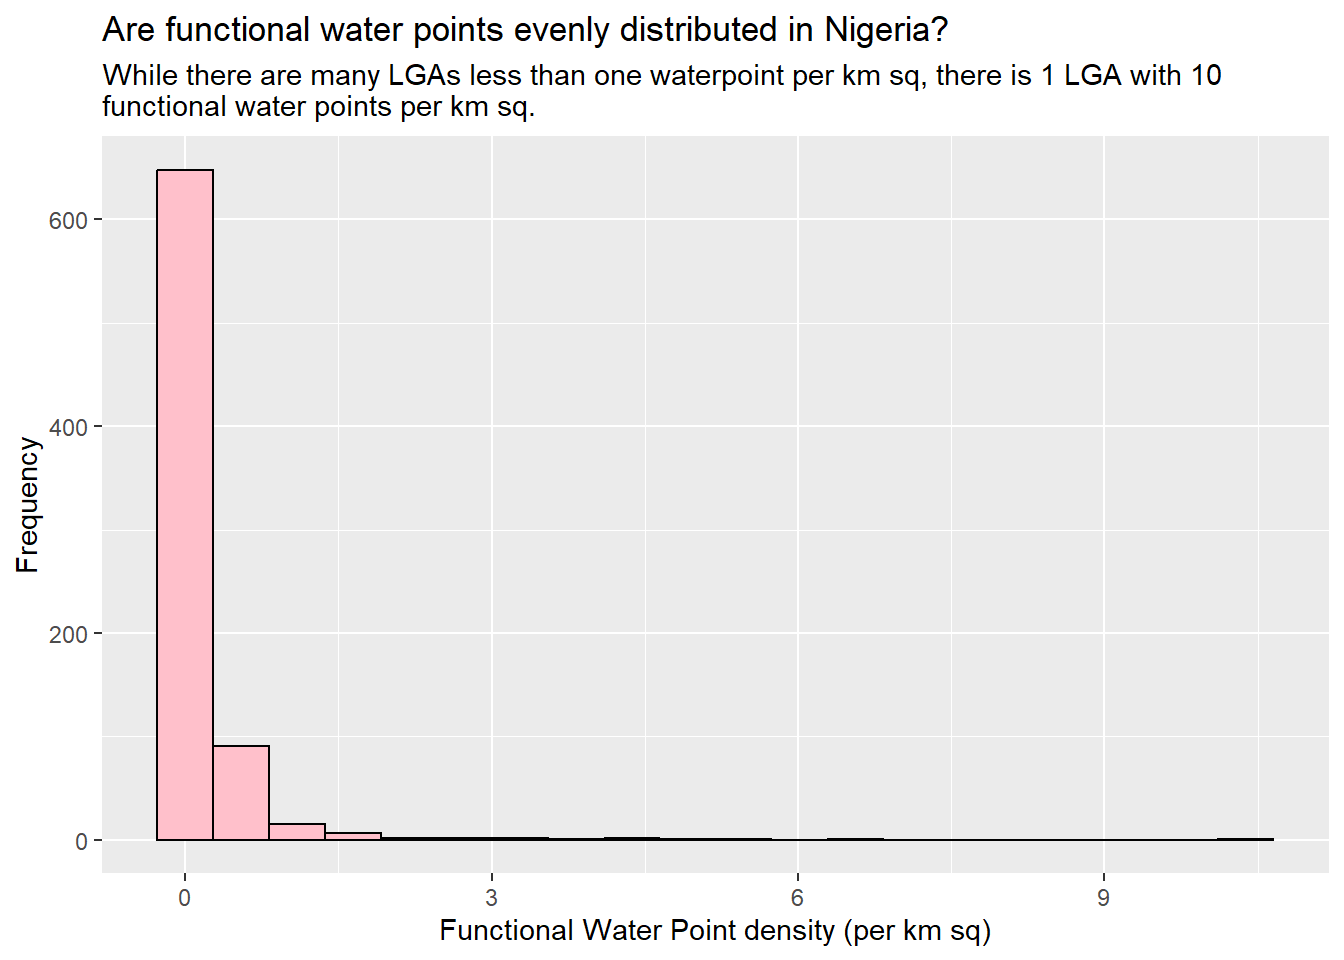 Are functional water points evenly distributed in Nigeria?
While there are many LGAs less than one waterpoint per km sq, there is 1 LGA with 10
functional water points per km sq.
600
400
200
0
Frequency
0 3 6 9
Functional Water Point density (per km sq)